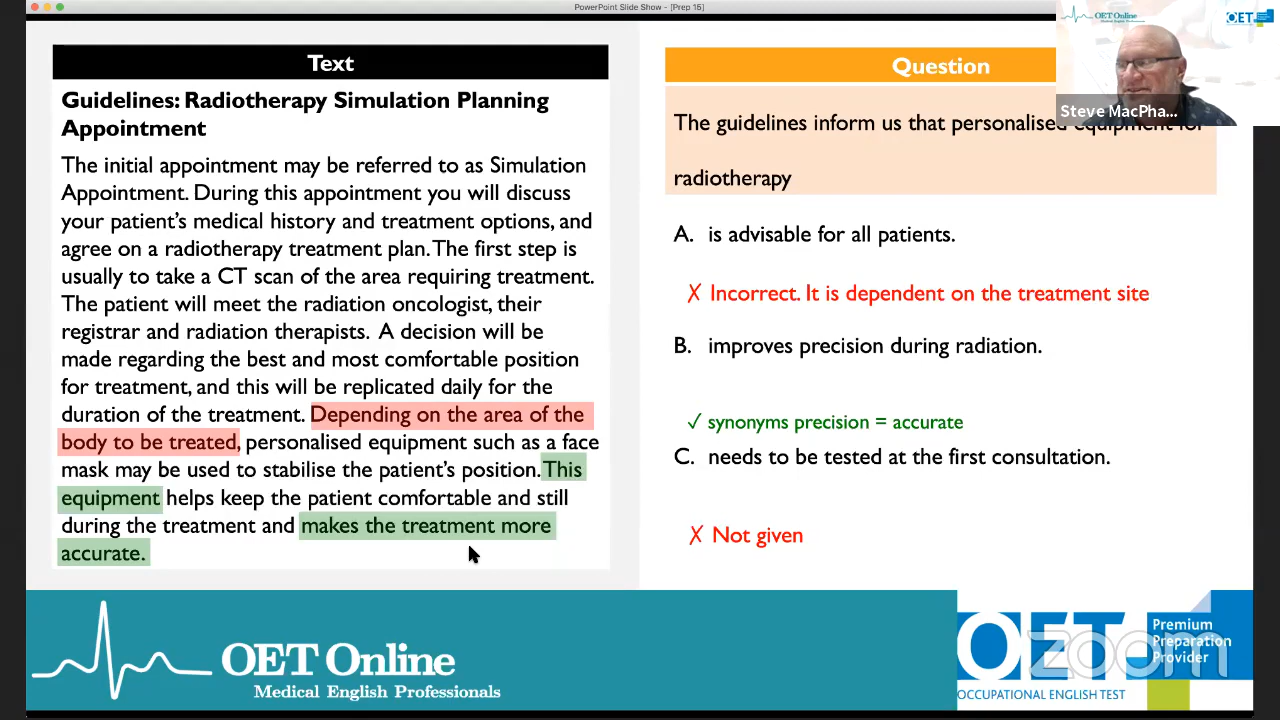 PowerPoint Slide Show - [Prep 16]
Text
Guidelines: Radiotherapy Simulation Planning
Appointment
The initial appointment may be referred to as Simulation
Appointment. During this appointment you will discuss
your patient's medical history and treatment options, and
agree on a radiotherapy treatment plan. The first step is
usually to take a CT scan of the area requiring treatment.
The patient will meet the radiation oncologist, their
registrar and radiation therapists. A decision will be
made regarding the best and most comfortable position
for treatment, and this will be replicated daily for the
duration of the treatment. Depending on the area of the
body to be treated, personalised equipment such as a face
mask may be used to stabilise the patient's position. This
equipment helps keep the patient comfortable and still
during the treatment and makes the treatment more
accurate.
Question
The guidelines inform us that personalised equipment for
radiotherapy
A. is advisable for all patients.
✗ Incorrect. It is dependent on the treatment site
B. improves precision during radiation.
✓ synonyms precision = accurate
C. needs to be tested at the first consultation.
✗ Not given
OET Online
OET
Steve MacPha...
OET Online
Medical English Professionals
OET
Premium
Preparation
Provider
OCCUPATIONAL ENGLISH TEST
zoom